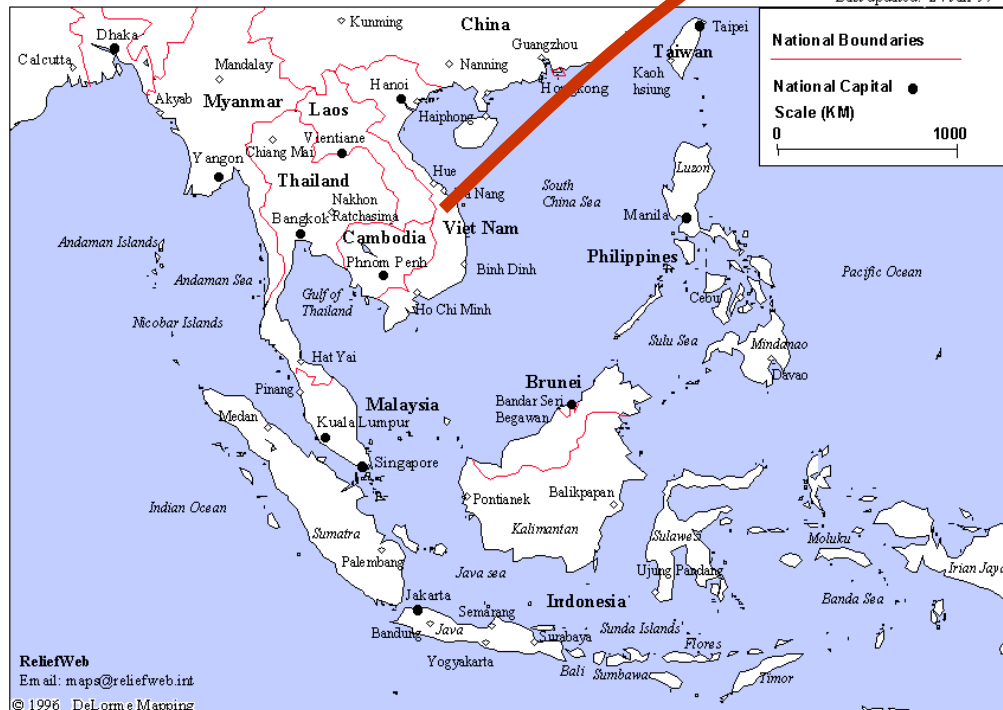 China
Kunming
Taipei
Dhaka
Taiwan
National Boundaries
Calcutta
Guangzhou
Nanning
Kaoh
hsiung
Mandalay
Hanoi
Hongkong
National Capital
Akyab
Myanmar
Laos
Haiphong
Scale (KM)
0
1000
Vientiane
Chiang Mai
Yangon
Luzon
Hue
Thailand
South
China Sea
Nang
Nakhon
Ratchasima
Manila
Bangkok
Viet Nam
Cambodia
Andaman Islands
Phnom Penh
Binh Dinh
Philippines
Pacific Ocean
Andaman Sea
Gulf of
Thailand
Ho Chi Minh
Cebu
Nicobar Islands
Sulu Sea
Mindanao
Davao
Hat Yai
Brunei
Pinang
Bandar Seri
Begawan
Malaysia
Medan
Kuala Lumpur
Singapore
Pontianek
Balikpapan
Indian Ocean
Kalimantan
Sumatra
Sulawesi
Moluku
Palembang
Java sea
Ujung Pandang
Irian Jaya
Jakarta
Indonesia
Banda Sea
Semarang
Bandung
Java
Surabaya
Sunda Islands
Flores
Yogyakarta
Bali
Sumbawa
Timor
ReliefWeb
Email: maps@reliefweb.int
© 1996 DeLorme Mapping